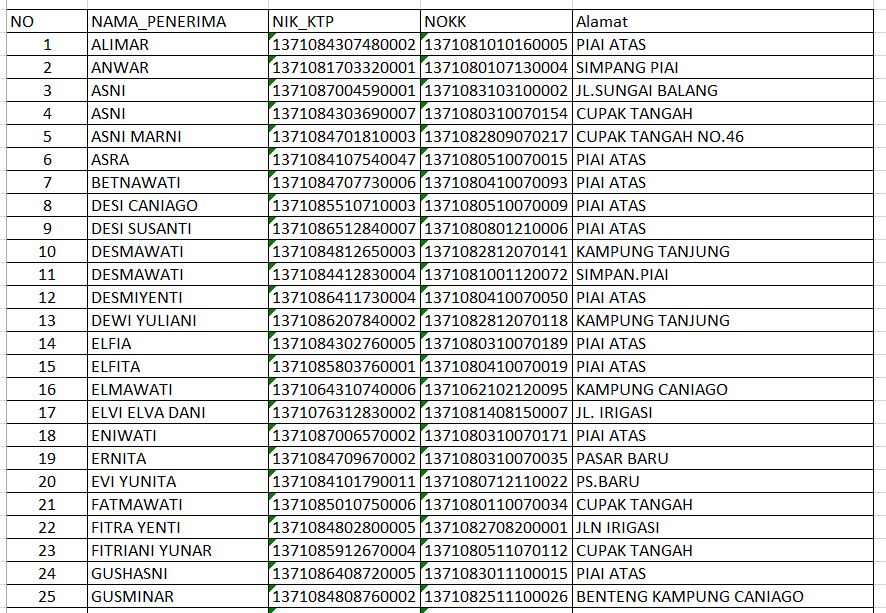 NO NAMA_PENERIMA NIK_KTP NOKK Alamat
1 ALIMAR 1371084307480002 1371081010160005 PIAI ATAS
2 ANWAR 1371081703320001 1371080107130004 SIMPANG PIAI
3 ASNI 1371087004590001 1371083103100002 JL.SUNGAI BALANG
4 ASNI 1371084303690007 1371080310070154 CUPAK TANGAH
5 ASNI MARNI 1371084701810003 1371082809070217 CUPAK TANGAH NO.46
6 ASRA 1371084107540047 1371080510070015 PIAI ATAS
7 BETNAWATI 1371084707730006 1371080410070093 PIAI ATAS
8 DESI CANIAGO 1371085510710003 1371080510070009 PIAI ATAS
9 DESI SUSANTI 1371086512840007 1371080801210006 PIAI ATAS
10 DESMAWATI 1371084812650003 1371082812070141 KAMPUNG TANJUNG
11 DESMAWATI 1371084412830004 1371081001120072 SIMPAN.PIAI
12 DESMIYENTI 1371086411730004 1371080410070050 PIAI ATAS
13 DEWI YULIANI 1371086207840002 1371082812070118 KAMPUNG TANJUNG
14 ELFIA 1371084302760005 1371080310070189 PIAI ATAS
15 ELFITA 1371085803760001 1371080410070019 PIAI ATAS
16 ELMAWATI 1371064310740006 1371062102120095 KAMPUNG CANIAGO
17 ELVI ELVA DANI 1371076312830002 1371081408150007 JL. IRIGASI
18 ENIWATI 1371087006570002 1371080310070171 PIAI ATAS
19 ERNITA 1371084709670002 1371080310070035 PASAR BARU
20 EVI YUNITA 1371084101790011 1371080712110022 PS.BARU
21 FATMAWATI 1371085010750006 1371080110070034 CUPAK TANGAH
22 FITRA YENTI 1371084802800005 1371082708200001 JLN IRIGASI
23 FITRIANI YUNAR 1371085912670004 1371080511070112 CUPAK TANGAH
24 GUSHASNI 1371086408720005 1371083011100015 PIAI ATAS
25 GUSMINAR 1371084808760002 1371082511100026 BENTENG KAMPUNG CANIAGO